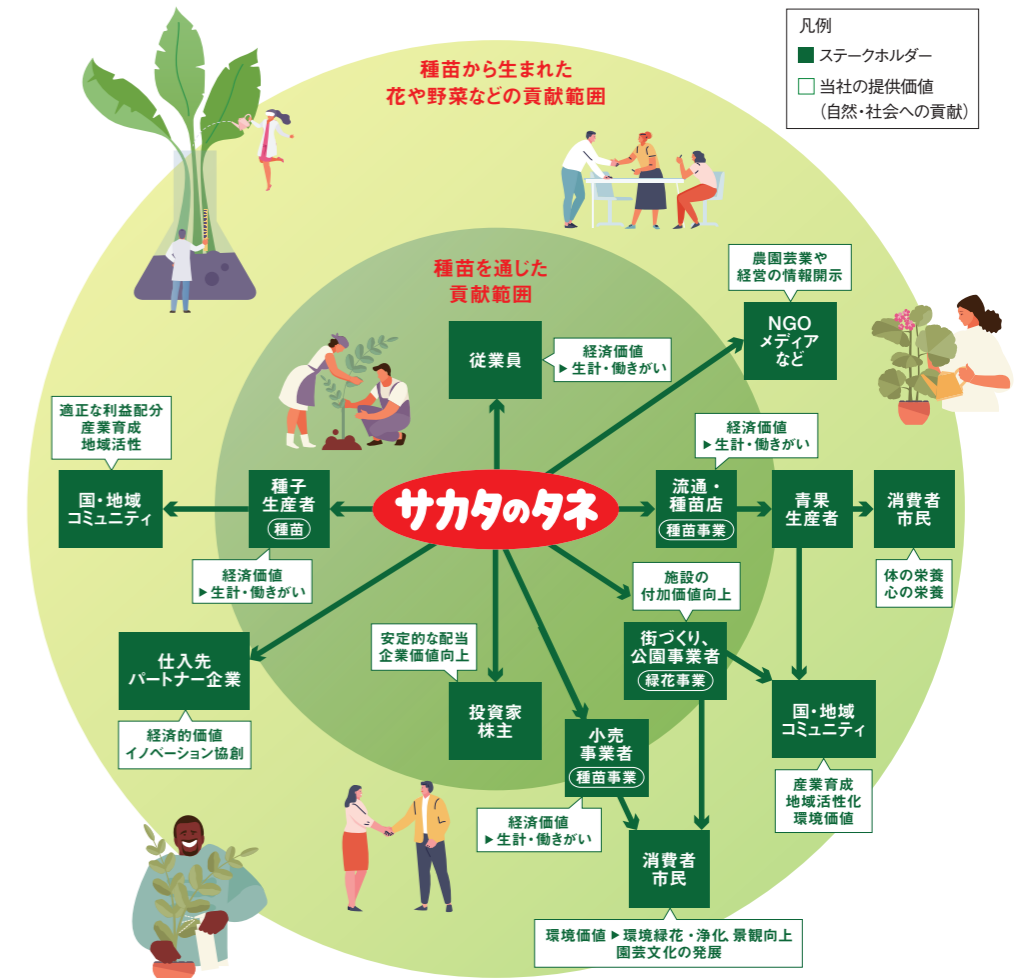 凡例
ステークホルダー
当社の提供価値
（自然・社会への貢献）
種苗から生まれた
花や野菜などの貢献範囲
種苗を通じた
貢献範囲
農園芸業や
経営の情報開示
NGO
メディア
など
従業員
経済価値
▶生計・働きがい
適正な利益配分
産業育成
地域活性
国・地域
コミュニティ
種子
生産者
種苗
経済価値
▶生計・働きがい
サカタのタネ
経済価値
▶生計・働きがい
流通・
種苗店
種苗事業
青果
生産者
消費者
市民
体の栄養
心の栄養
施設の
付加価値向上
街づくり、
公園事業者
緑花事業
国・地域
コミュニティ
産業育成
地域活性化
環境価値
仕入先
パートナー企業
経済的価値
イノベーション協創
安定的な配当
企業価値向上
投資家
株主
小売
事業者
種苗事業
経済価値
▶生計・働きがい
消費者
市民
環境価値▶環境緑花・浄化、景観向上
園芸文化の発展